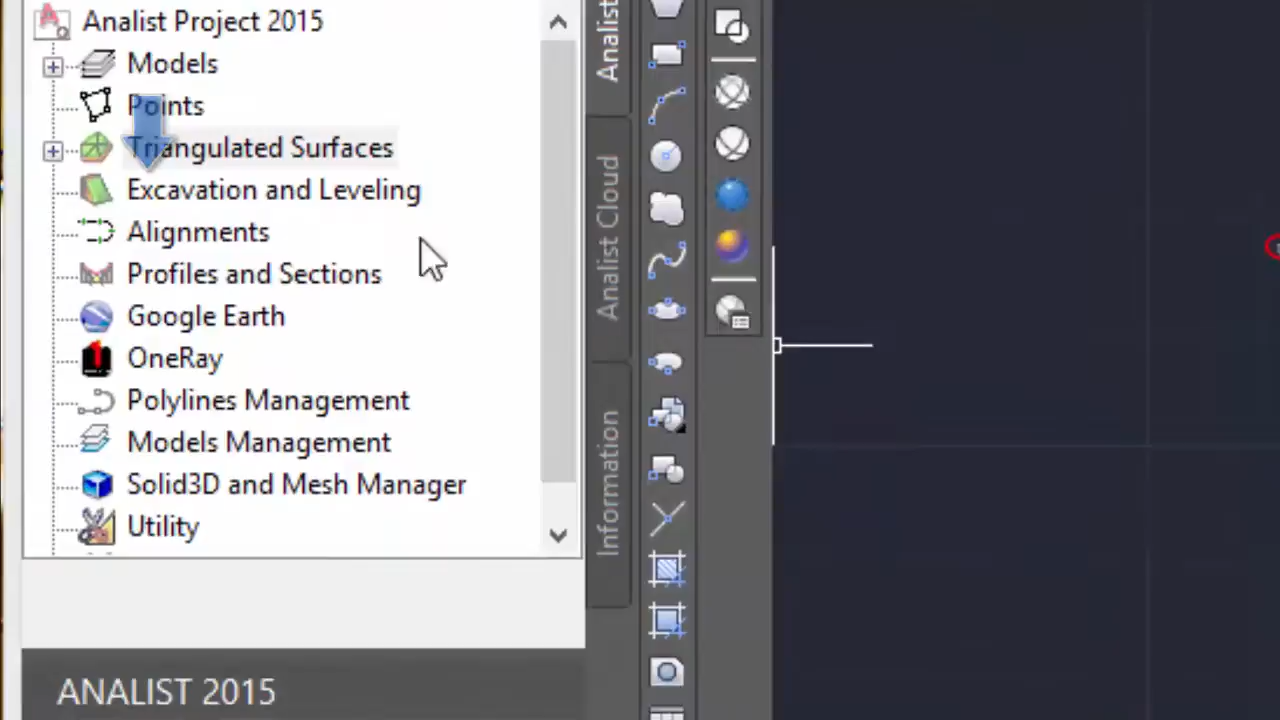 Analist Project 2015
Models
Points
Triangulated Surfaces
Excavation and Leveling
Alignments
Profiles and Sections
Google Earth
OneRay
Polylines Management
Models Management
Solid3D and Mesh Manager
Utility
ANALIST 2015
Analist
Analist Cloud
Information